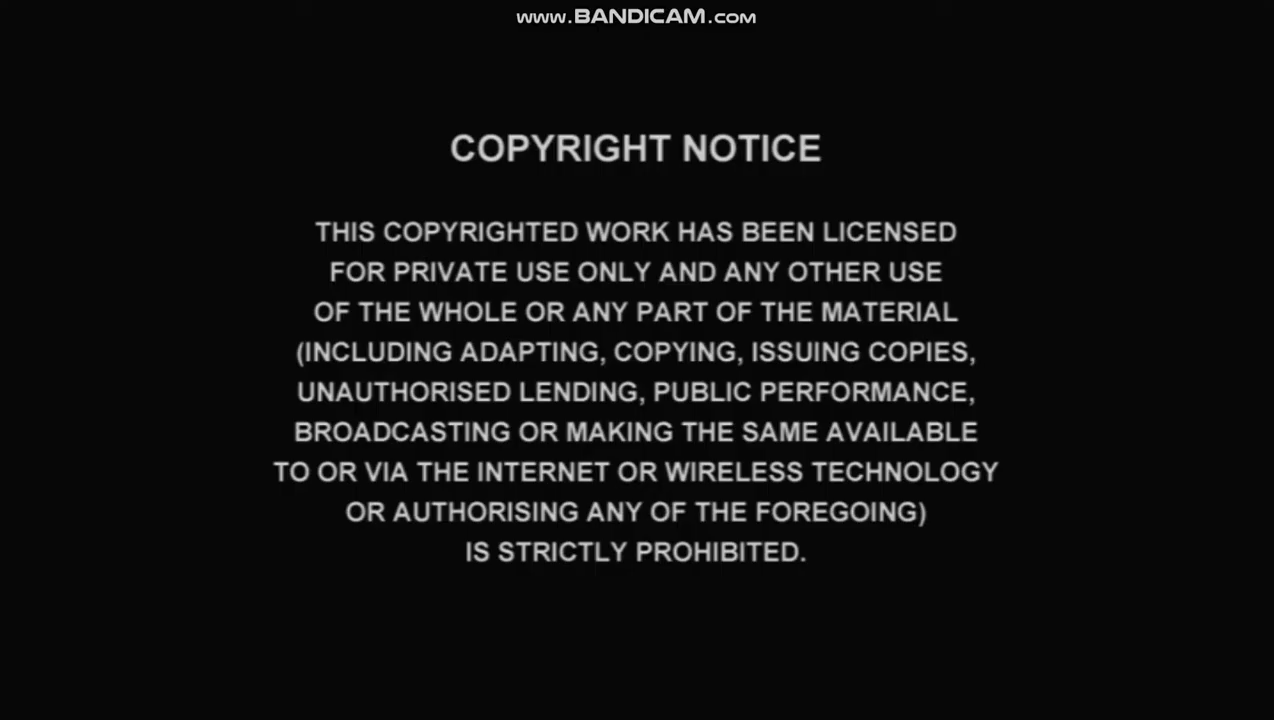 www.BANDICAM.com
COPYRIGHT NOTICE
THIS COPYRIGHTED WORK HAS BEEN LICENSED
FOR PRIVATE USE ONLY AND ANY OTHER USE
OF THE WHOLE OR ANY PART OF THE MATERIAL
(INCLUDING ADAPTING, COPYING, ISSUING COPIES,
UNAUTHORISED LENDING, PUBLIC PERFORMANCE,
BROADCASTING OR MAKING THE SAME AVAILABLE
TO OR VIA THE INTERNET OR WIRELESS TECHNOLOGY
OR AUTHORISING ANY OF THE FOREGOING)
IS STRICTLY PROHIBITED.